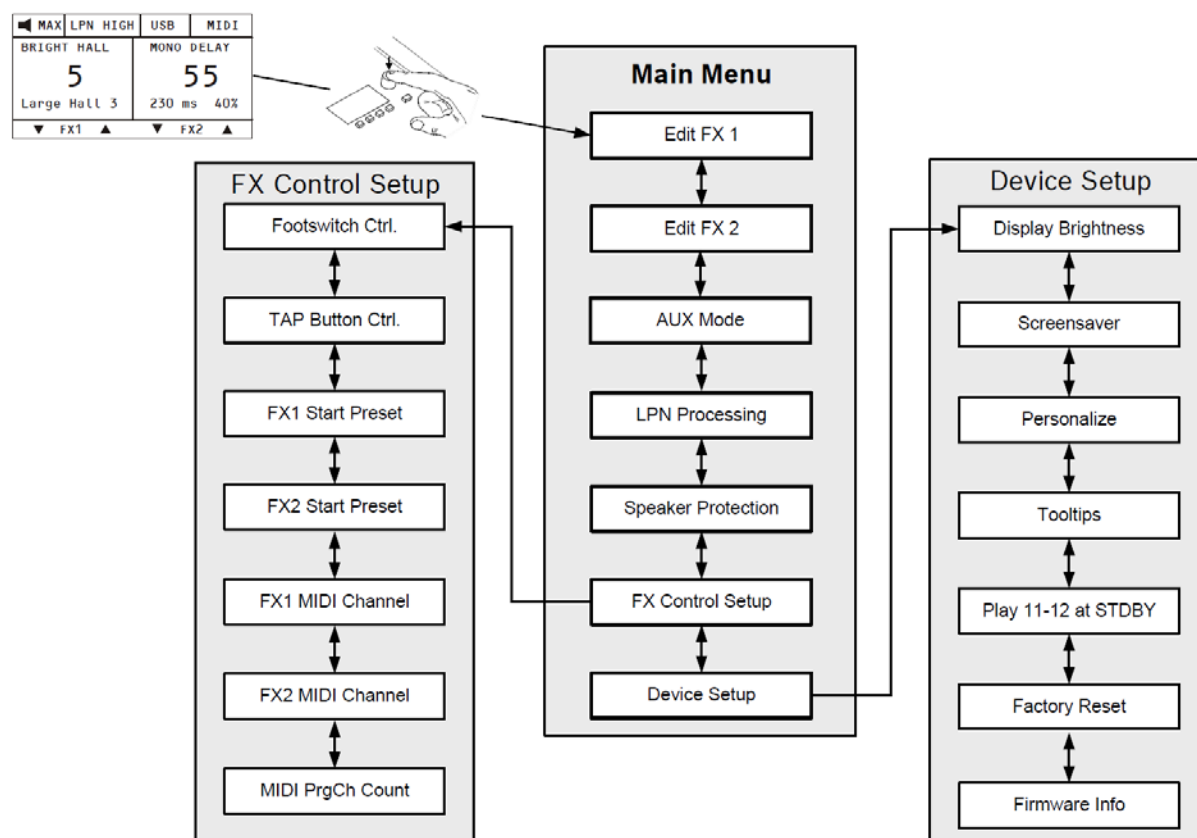 MAX LPN HIGH USB MIDI
BRIGHT HALL MONO DELAY
5 55
Large Hall 3 230 ms 40%
▼ FX1 ▲ ▼ FX2 ▲
Main Menu
Edit FX 1
Edit FX 2
AUX Mode
LPN Processing
Speaker Protection
FX Control Setup
Device Setup
FX Control Setup
Footswitch Ctrl.
TAP Button Ctrl.
FX1 Start Preset
FX2 Start Preset
FX1 MIDI Channel
FX2 MIDI Channel
MIDI PrgCh Count
Device Setup
Display Brightness
Screensaver
Personalize
Tooltips
Play 11-12 at STDBY
Factory Reset
Firmware Info